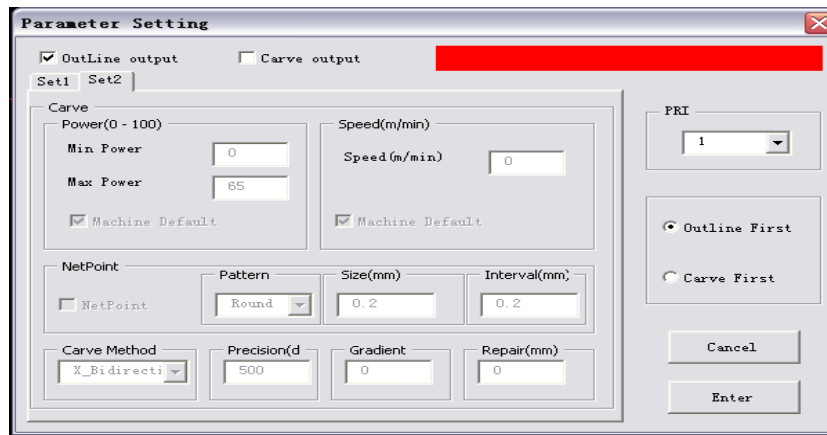 Parameter Setting
OutLine output Carve output
Set1 Set2
Carve
Power(0 - 100) Speed(m/min)
Min Power 0
Max Power 65
Speed(m/min) 0
Machine Default Machine Default
NetPoint
NetPoint
Pattern Size(mm) Interval(mm)
Round 0.2 0.2
Carve Method Precision(d Gradient Repair(mm)
X_Bidirecti 500 0 0
PRI
1
Outline First
Carve First
Cancel
Enter